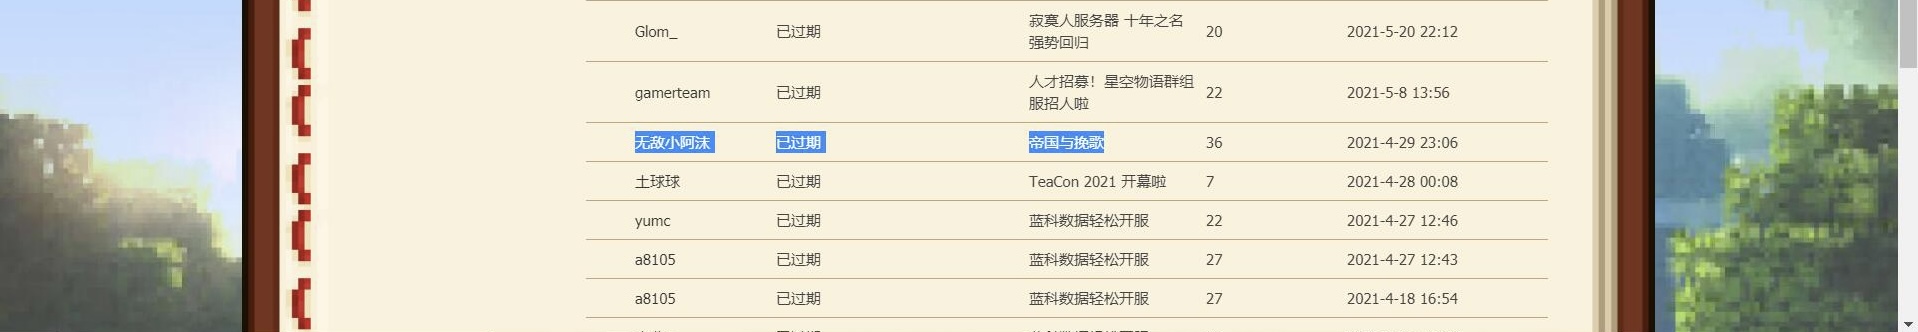 Glom_ 已过期 寂寞人服务器 十年之名 20 2021-5-20 22:12
强势回归
gamerteam 已过期 人才招募！星空物语群组 22 2021-5-8 13:56
服招人啦
无敌小阿沫 已过期 帝国与挽歌 36 2021-4-29 23:06
土球球 已过期 TeaCon 2021 开幕啦 7 2021-4-28 00:08
yumc 已过期 蓝科数据轻松开服 22 2021-4-27 12:46
a8105 已过期 蓝科数据轻松开服 27 2021-4-27 12:43
a8105 已过期 蓝科数据轻松开服 27 2021-4-18 16:54